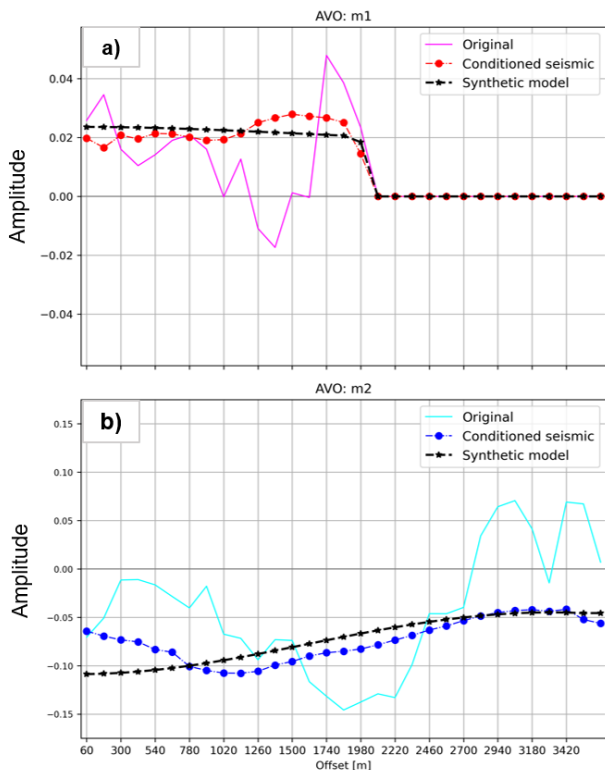 AVO: m1
a)
Original
Conditioned seismic
Synthetic model
0.04
0.02
0.00
−0.02
−0.04
Amplitude
AVO: m2
b)
Original
Conditioned seismic
Synthetic model
0.15
0.10
0.05
0.00
−0.05
−0.10
−0.15
Amplitude
60 300 540 780 1020 1260 1500 1740 1980 2220 2460 2700 2940 3180 3420
Offset [m]